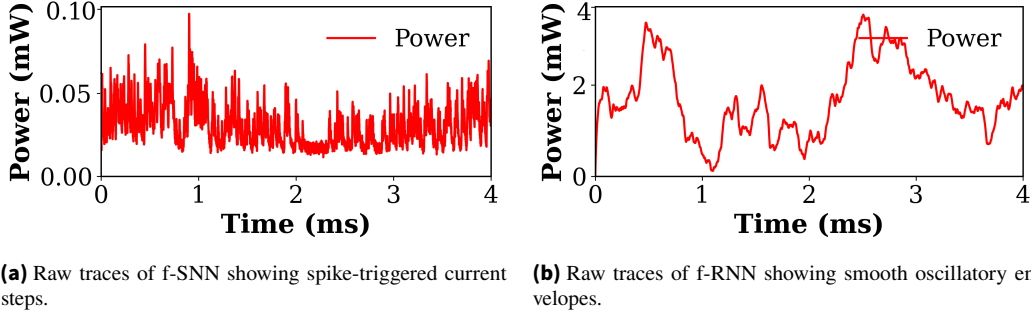 0.10
0.05
0.00
Power (mW)
Power
0 1 2 3 4
Time (ms)
(a) Raw traces of f-SNN showing spike-triggered current
steps.
4
2
0
Power (mW)
Power
0 1 2 3 4
Time (ms)
(b) Raw traces of f-RNN showing smooth oscillatory en
velopes.